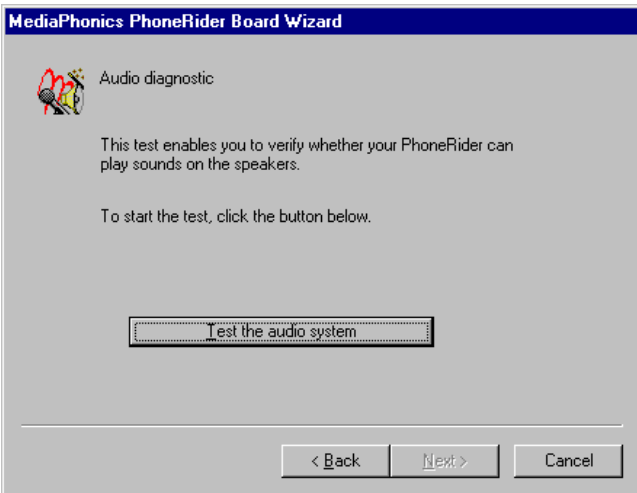 MediaPhonics PhoneRider Board Wizard
Audio diagnostic
This test enables you to verify whether your PhoneRider can
play sounds on the speakers.
To start the test, click the button below.
Test the audio system
< Back
Next >
Cancel